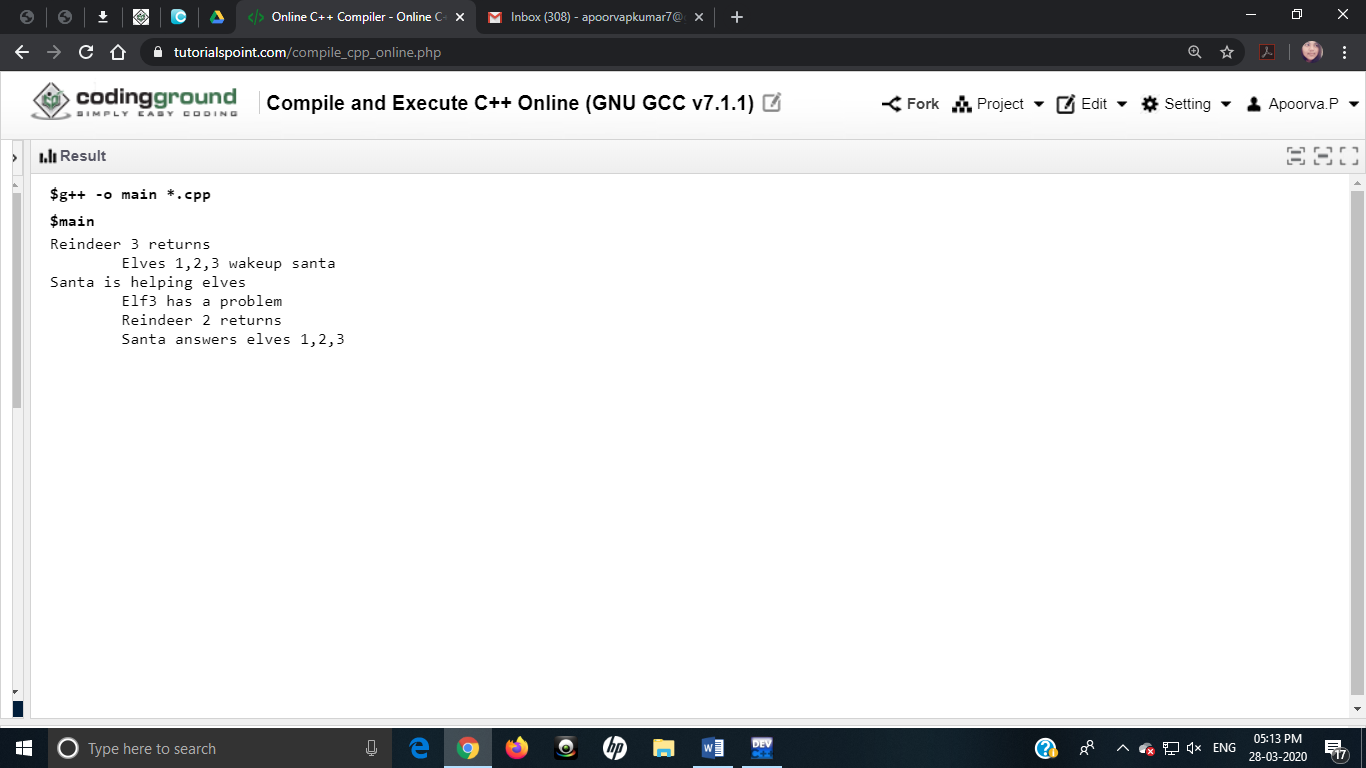 Online C++ Compiler - Online C
Inbox (308) - apoorvapkumar7@
tutorialspoint.com/compile_cpp_online.php
codingground
SIMPLY EASY CODING
Compile and Execute C++ Online (GNU GCC v7.1.1)
Fork Project Edit Setting Apoorva.P
Result
$g++ -o main *.cpp
$main
Reindeer 3 returns
Elves 1,2,3 wakeup santa
Santa is helping elves
Elf3 has a problem
Reindeer 2 returns
Santa answers elves 1,2,3
Type here to search
DEV
ENG
05:13 PM
28-03-2020
17